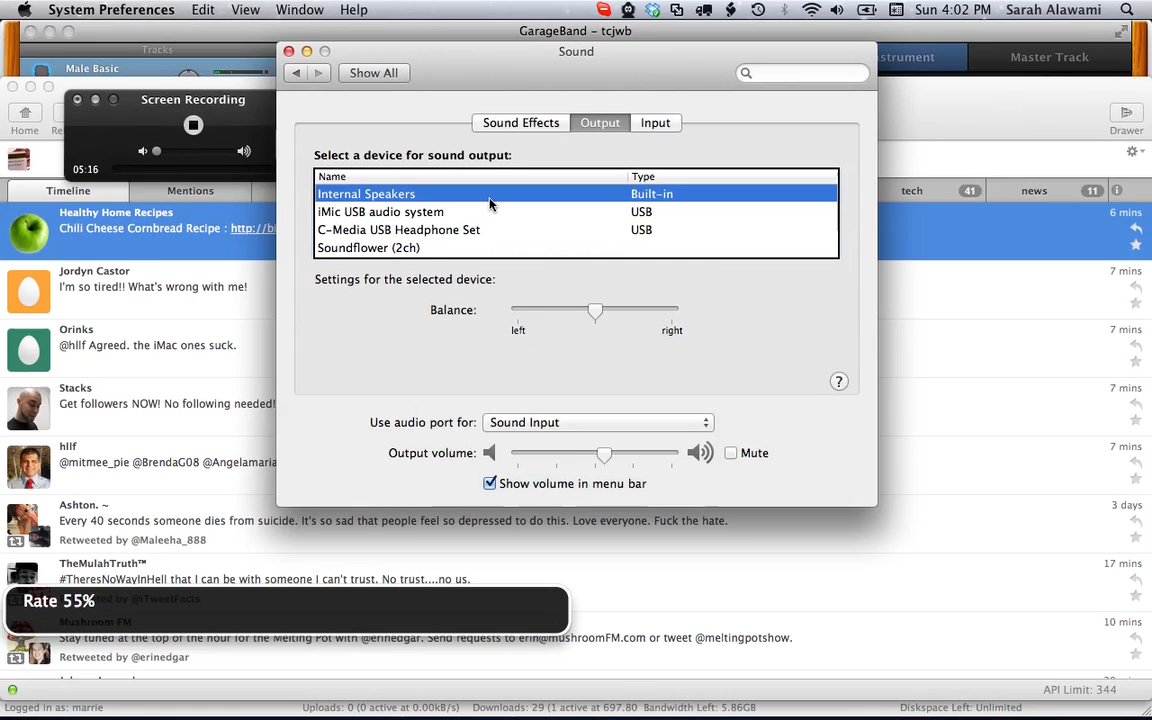 System Preferences Edit View Window Help Sun 4:02 PM Sarah Alawami
GarageBand - tcjwb
Tracks
Male Basic
Sound
nstrument Master Track
Show All
Screen Recording
05:16
Home
Drawer
Sound Effects Output Input
Select a device for sound output:
Name Type
Internal Speakers Built-in
iMic USB audio system USB
C-Media USB Headphone Set USB
Soundflower (2ch)
Settings for the selected device:
Balance:
left right
?
Use audio port for: Sound Input
Output volume: Mute
Show volume in menu bar
Timeline Mentions tech 41 news 11
Healthy Home Recipes 6 mins
Chili Cheese Cornbread Recipe : http://bi
Jordyn Castor 7 mins
I'm so tired!! What's wrong with me!
Orinks 7 mins
@hllf Agreed. the iMac ones suck.
Stacks 7 mins
Get followers NOW! No following needed!
hllf 7 mins
@mitmee_pie @BrendaG08 @Angelamaria
Ashton. ~ 3 days
Every 40 seconds someone dies from suicide. It's so sad that people feel so depressed to do this. Love everyone. Fuck the hate.
Retweeted by @Maleeha_888
TheMulahTruth™ 17 mins
#TheresNoWayInHell that I can be with someone I can't trust. No trust....no us.
Rate 55%
Mushroom FM 10 mins
Stay tuned at the top of the hour for the Melting Pot with @erinedgar. Send requests to erin@mushroomFM.com or tweet @meltingpotshow.
Retweeted by @erinedgar
API Limit: 344
Logged in as: marrie Uploads: 0 (0 active at 0.00kB/s) Downloads: 29 (1 active at 697.80 Bandwidth Left: 5.86GB Diskspace Left: Unlimited